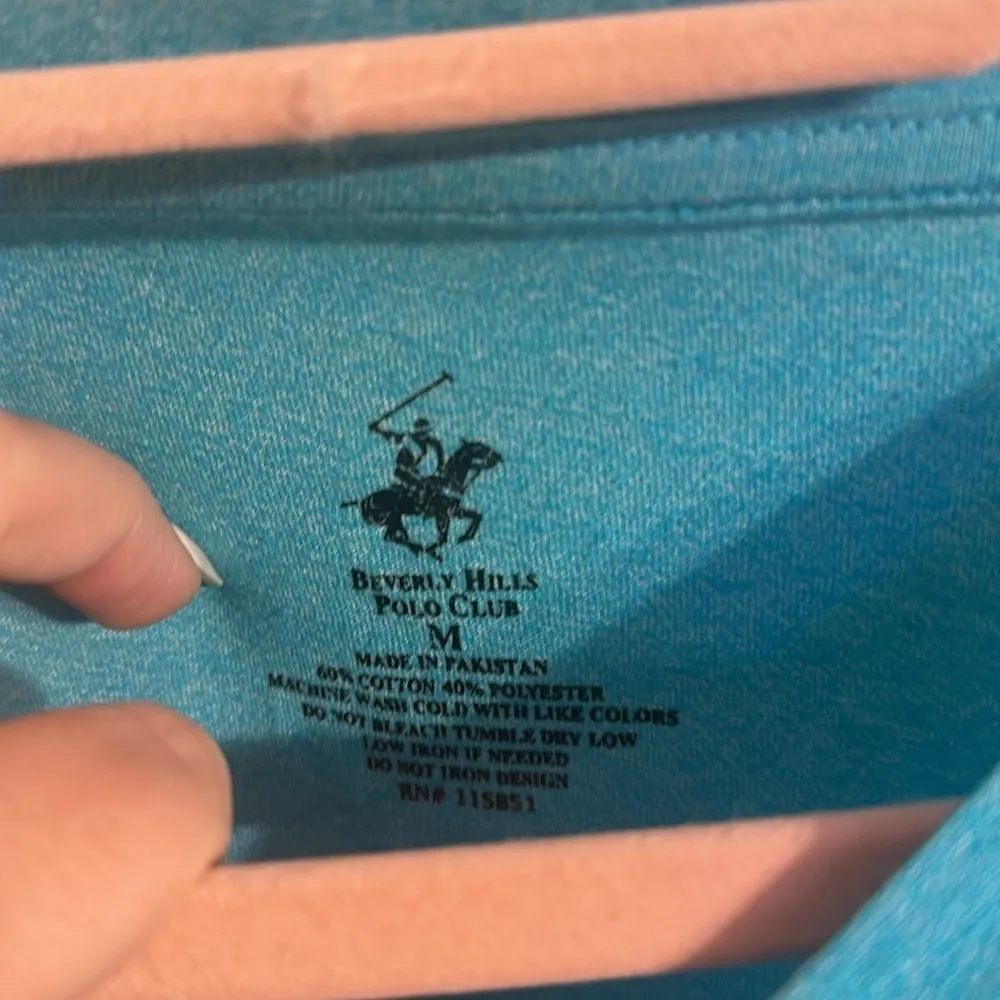 BEVERLY HILLS
POLO CLUB
M
MADE IN PAKISTAN
60% COTTON 40% POLYESTER
MACHINE WASH COLD WITH LIKE COLORS
DO NOT BLEACH TUMBLE DRY LOW
LOW IRON IF NEEDED
DO NOT IRON DESIGN
RN# 115851